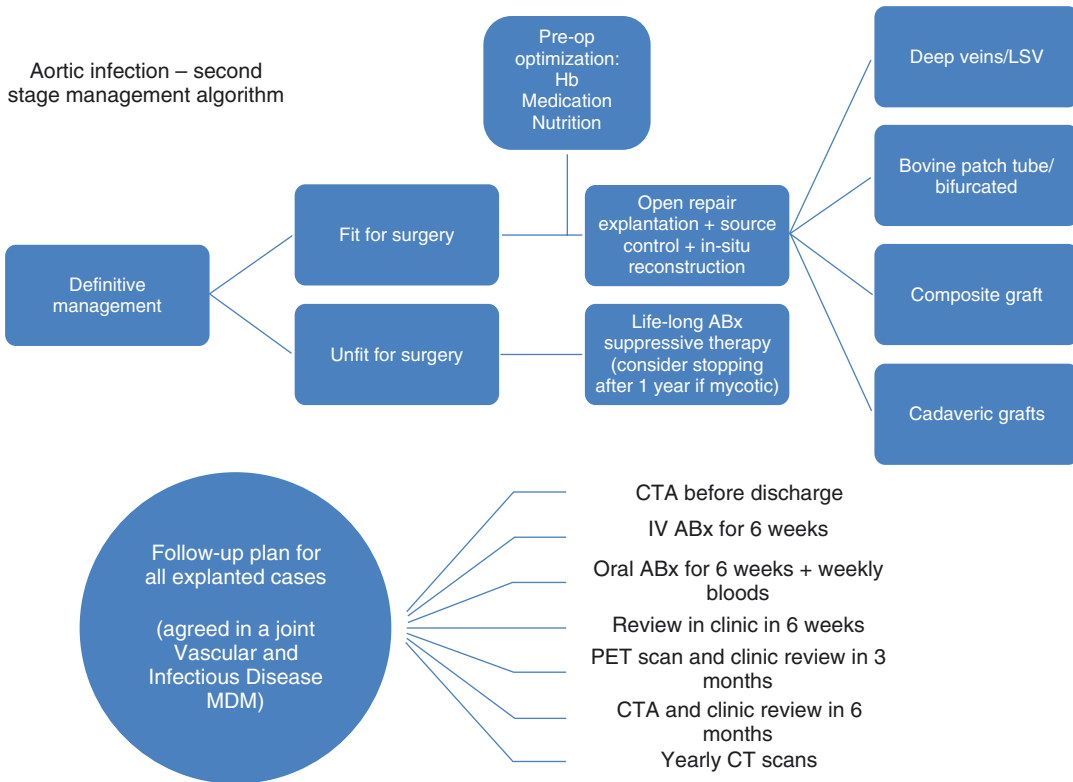 Aortic infection – second
stage management algorithm
Pre-op
optimization:
Hb
Medication
Nutrition
Definitive
management
Fit for surgery
Unfit for surgery
Open repair
explantation + source
control + in-situ
reconstruction
Life-long ABx
suppressive therapy
(consider stopping
after 1 year if mycotic)
Deep veins/LSV
Bovine patch tube/
bifurcated
Composite graft
Cadaveric grafts
Follow-up plan for
all explanted cases
(agreed in a joint
Vascular and
Infectious Disease
MDM)
CTA before discharge
IV ABx for 6 weeks
Oral ABx for 6 weeks + weekly
bloods
Review in clinic in 6 weeks
PET scan and clinic review in 3
months
CTA and clinic review in 6
months
Yearly CT scans